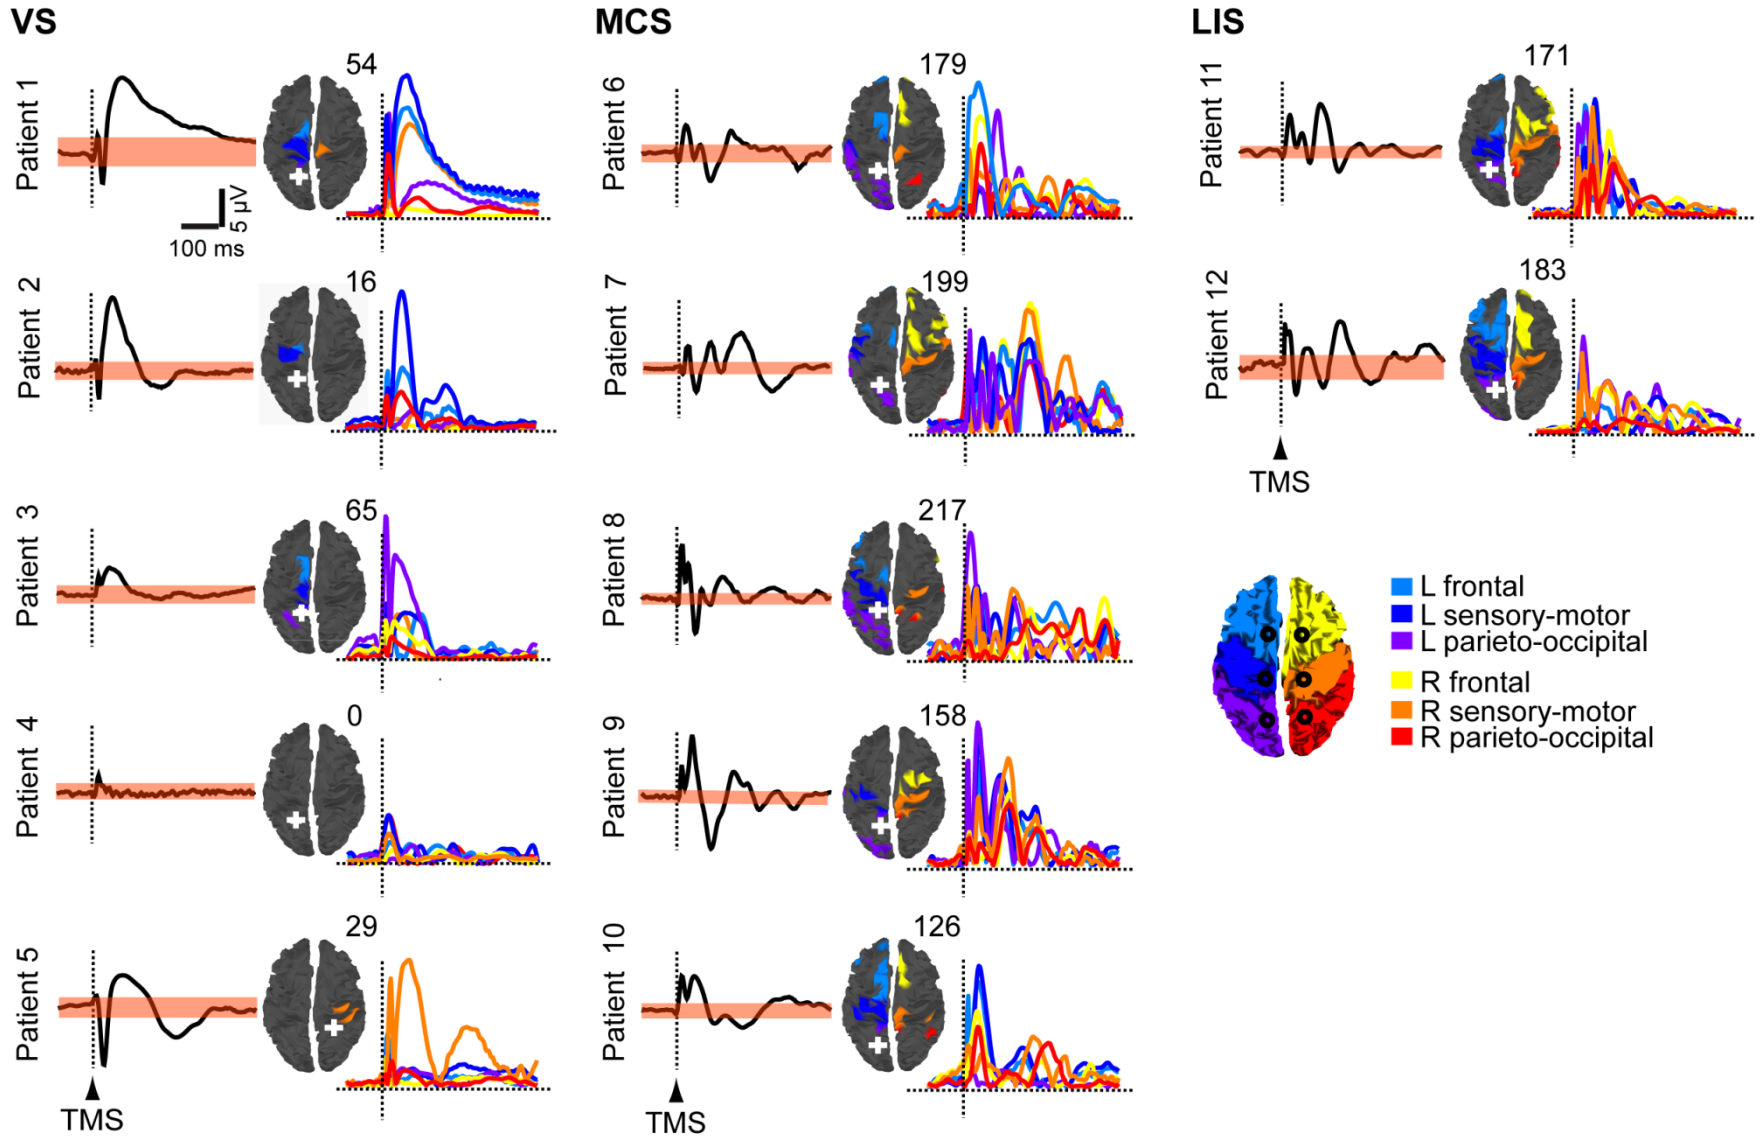 VS
MCS
LIS
Patient 1
54
5 µV
100 ms
Patient 6
179
Patient 11
171
Patient 2
16
Patient 7
199
Patient 12
183
TMS
Patient 3
65
Patient 8
217
L frontal
L sensory-motor
L parieto-occipital
R frontal
R sensory-motor
R parieto-occipital
Patient 4
0
Patient 9
158
Patient 5
29
TMS
Patient 10
126
TMS